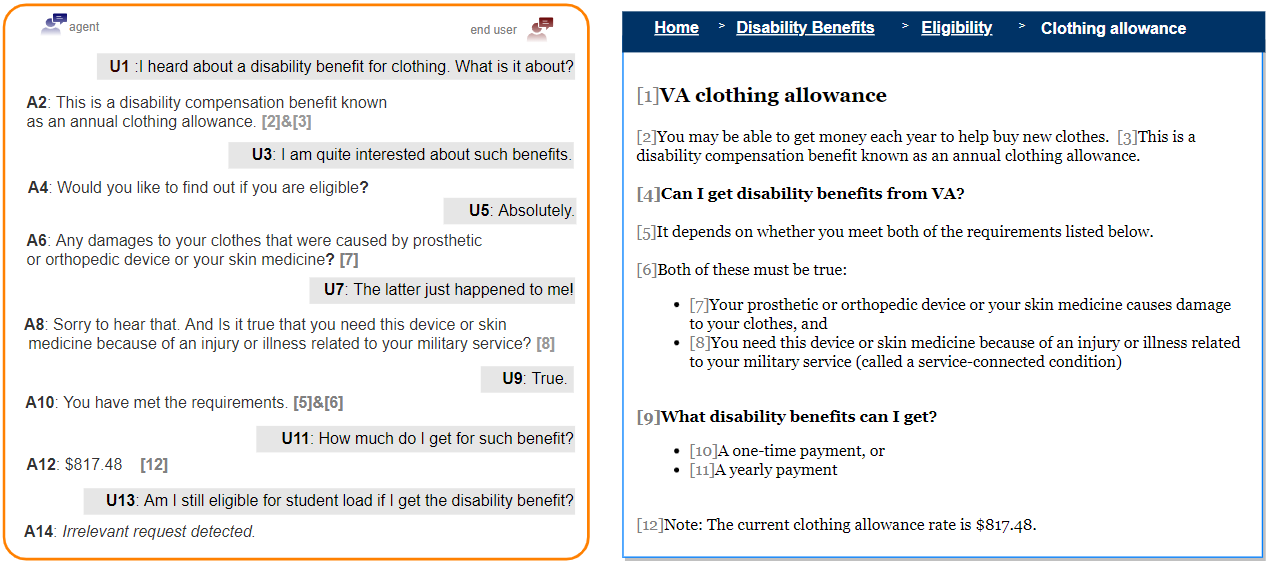 agent
end user
U1 :I heard about a disability benefit for clothing. What is it about?
A2: This is a disability compensation benefit known
as an annual clothing allowance. [2]&[3]
U3: I am quite interested about such benefits.
A4: Would you like to find out if you are eligible?
U5: Absolutely.
A6: Any damages to your clothes that were caused by prosthetic
or orthopedic device or your skin medicine? [7]
U7: The latter just happened to me!
A8: Sorry to hear that. And Is it true that you need this device or skin
medicine because of an injury or illness related to your military service? [8]
U9: True.
A10: You have met the requirements. [5]&[6]
U11: How much do I get for such benefit?
A12: $817.48 [12]
U13: Am I still eligible for student load if I get the disability benefit?
A14: Irrelevant request detected.
Home > Disability Benefits > Eligibility > Clothing allowance
[1]VA clothing allowance
[2]You may be able to get money each year to help buy new clothes. [3]This is a
disability compensation benefit known as an annual clothing allowance.
[4]Can I get disability benefits from VA?
[5]It depends on whether you meet both of the requirements listed below.
[6]Both of these must be true:
• [7]Your prosthetic or orthopedic device or your skin medicine causes damage
to your clothes, and
• [8]You need this device or skin medicine because of an injury or illness related
to your military service (called a service-connected condition)
[9]What disability benefits can I get?
• [10]A one-time payment, or
• [11]A yearly payment
[12]Note: The current clothing allowance rate is $817.48.